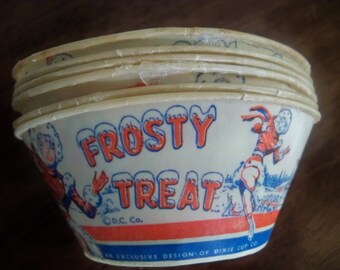 FROSTY
TREAT
©D.C. Co.
AN EXCLUSIVE DESIGN OF DIXIE CUP CO.